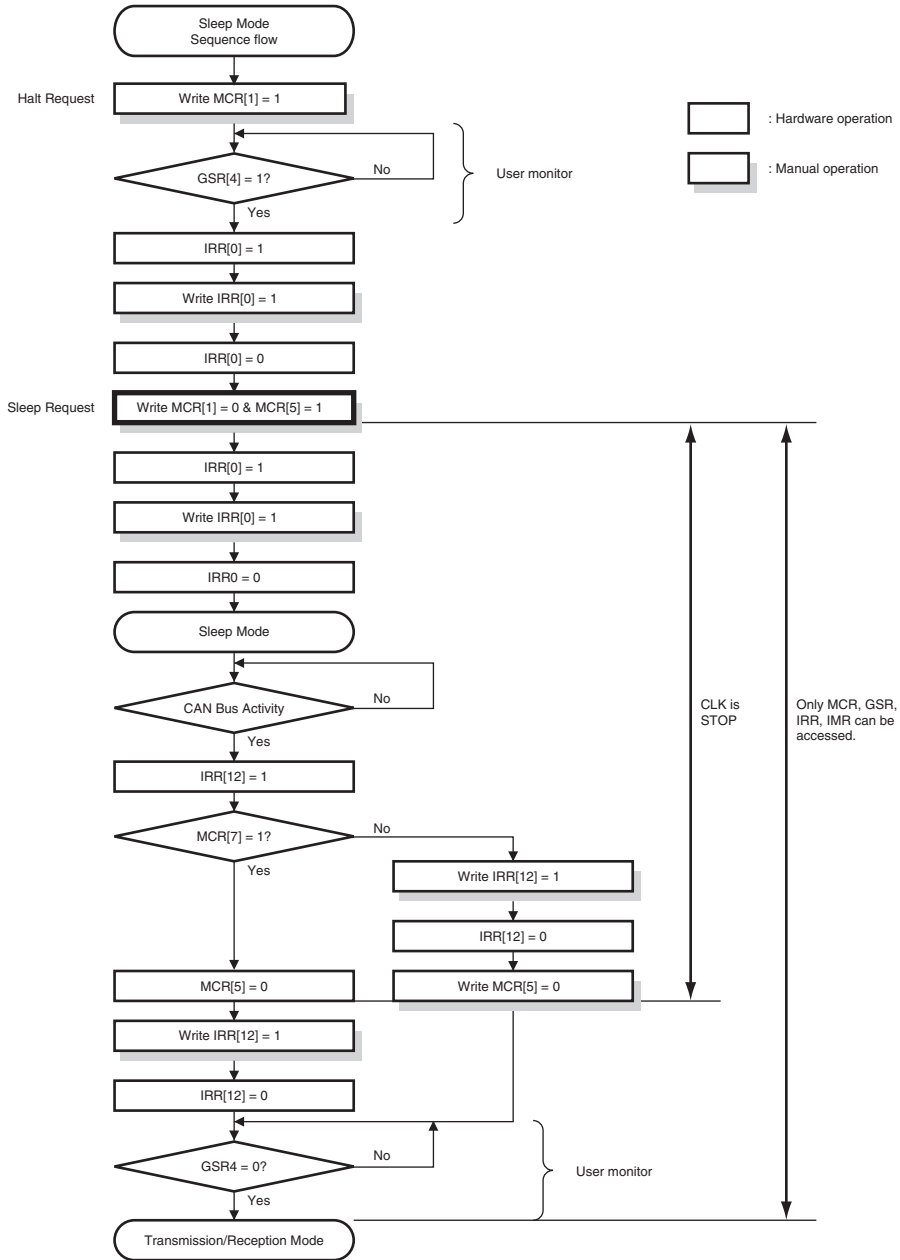 Sleep Mode
Sequence flow
Halt Request
Write MCR[1] = 1
: Hardware operation
: Manual operation
GSR[4] = 1?
No
User monitor
Yes
IRR[0] = 1
Write IRR[0] = 1
IRR[0] = 0
Sleep Request
Write MCR[1] = 0 & MCR[5] = 1
IRR[0] = 1
Write IRR[0] = 1
IRR0 = 0
Sleep Mode
CAN Bus Activity
No
Yes
CLK is
STOP
Only MCR, GSR,
IRR, IMR can be
accessed.
IRR[12] = 1
MCR[7] = 1?
No
Yes
Write IRR[12] = 1
IRR[12] = 0
MCR[5] = 0
Write MCR[5] = 0
Write IRR[12] = 1
IRR[12] = 0
GSR4 = 0?
No
User monitor
Yes
Transmission/Reception Mode